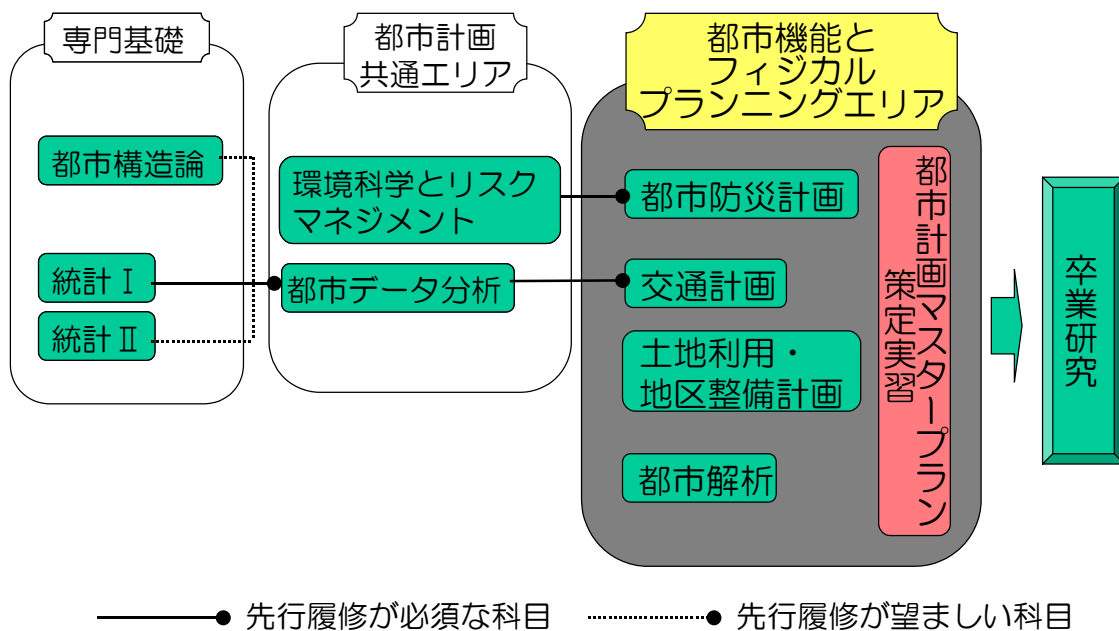 専門基礎
都市構造論
統計Ⅰ
統計Ⅱ
都市計画
共通エリア
環境科学とリスク
マネジメント
都市データ分析
都市機能と
フィジカル
プランニングエリア
都市防災計画
交通計画
土地利用・
地区整備計画
都市解析
都市計画マスタープラン
策定実習
卒業研究
先行履修が必須な科目
先行履修が望ましい科目